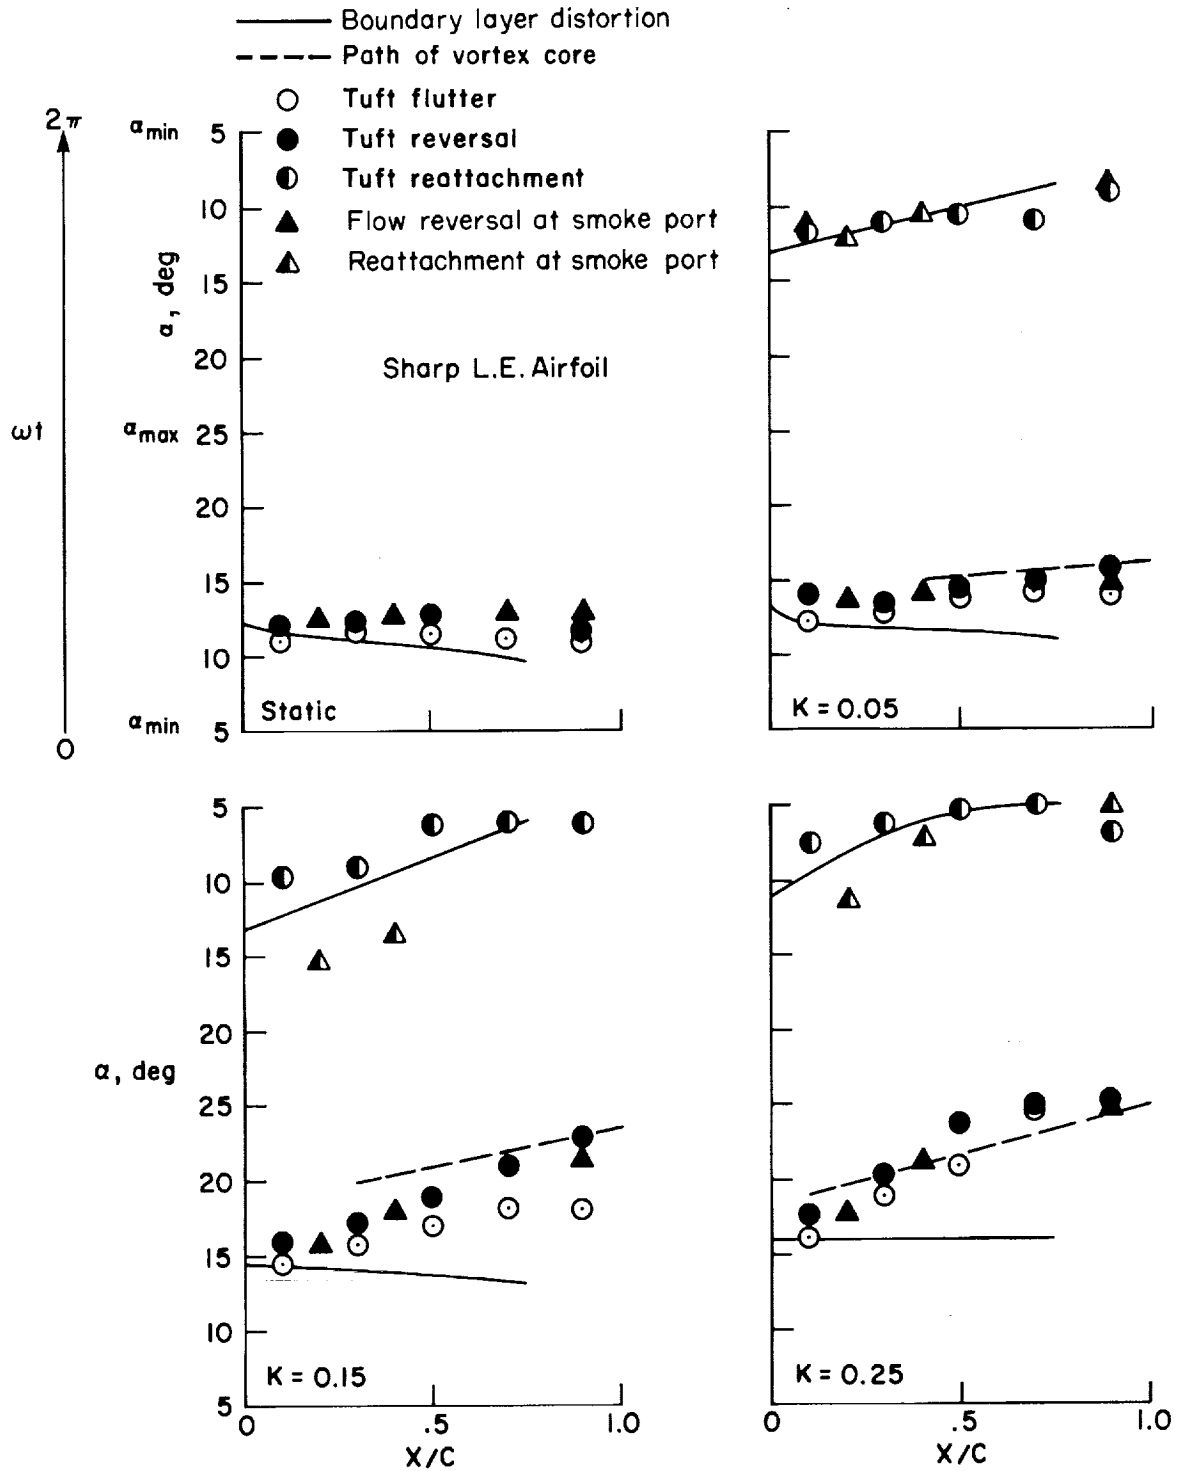 Boundary layer distortion
Path of vortex core
Tuft flutter
Tuft reversal
Tuft reattachment
Flow reversal at smoke port
Reattachment at smoke port
Sharp L.E. Airfoil
2π
ωt
0
αmin 5
10
15
α, deg
20
αmax 25
20
15
10
αmin 5
Static
K = 0.05
5
10
15
20
α, deg
25
20
15
10
5
K = 0.15
0 .5 1.0
X/C
K = 0.25
0 .5 1.0
X/C